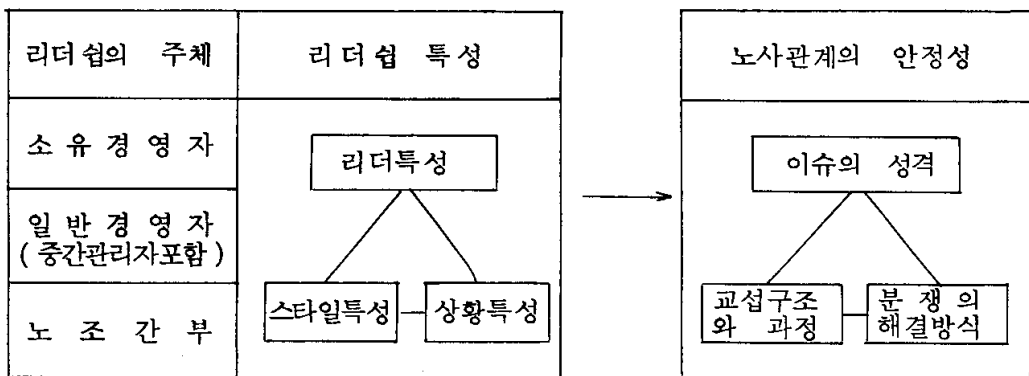 리더쉽의 주체
리더쉽 특성
노사관계의 안정성
소유경영자
리더특성
이슈의 성격
일반경영자
(중간관리자포함)
스타일특성
상황특성
교섭구조
와 과정
분쟁의
해결방식
노조간부